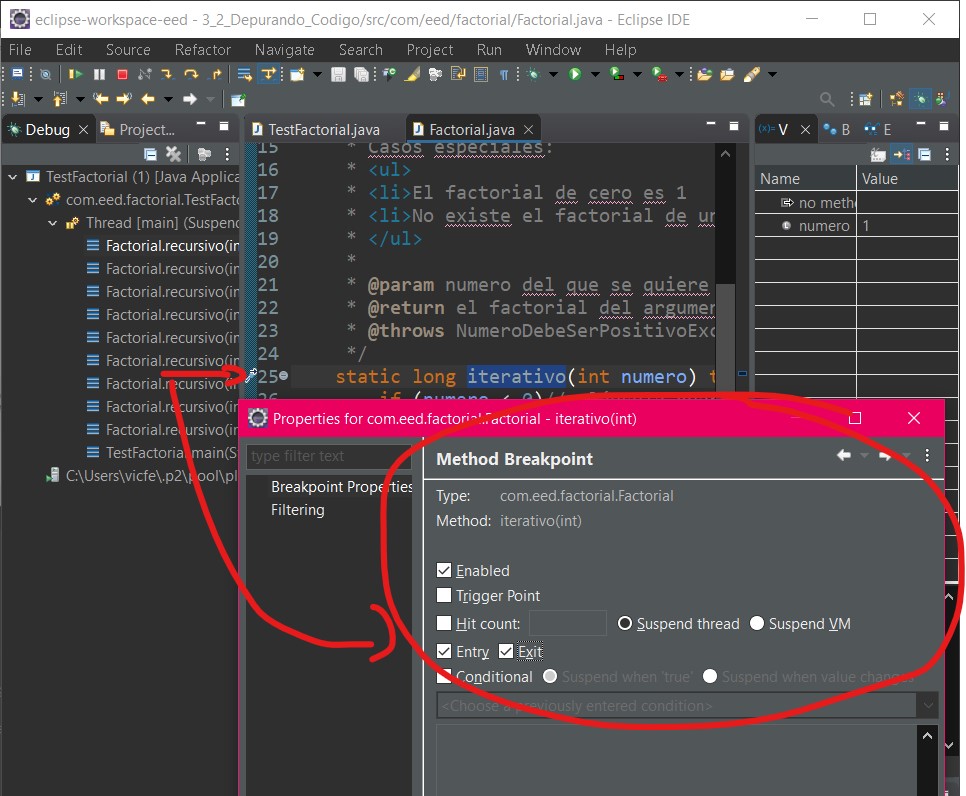 eclipse-workspace-eed - 3_2_Depurando_Codigo/src/com/eed/factorial/Factorial.java - Eclipse IDE
File Edit Source Refactor Navigate Search Project Run Window Help
Debug Project... TestFactorial.java Factorial.java V B E
TestFactorial (1) [Java Applica
com.eed.factorial.TestFacto
Thread [main] (Suspend
Factorial.recursivo(in
Factorial.recursivo(in
Factorial.recursivo(in
Factorial.recursivo(in
Factorial.recursivo(in
Factorial.recursivo(in
Factorial.recursivo(in
Factorial.recursivo(in
Factorial.recursivo(in
TestFactorial.main(S
C:\Users\vicfe\.p2\pool\pl
15 * Casos especiales:
16 * <ul>
17 * <li>El factorial de cero es 1
18 * <li>No existe el factorial de un
19 * </ul>
20 *
21 * @param numero del que se quiere
22 * @return el factorial del argumen
23 * @throws NumeroDebeSerPositivoExc
24 */
25 static long iterativo(int numero) t
26 if (numero < 0)
Name Value
no metho
numero 1
Properties for com.eed.factorial.Factorial - iterativo(int)
type filter text
Breakpoint Properties
Filtering
Method Breakpoint
Type: com.eed.factorial.Factorial
Method: iterativo(int)
Enabled
Trigger Point
Hit count: Suspend thread Suspend VM
Entry Exit
Conditional Suspend when 'true' Suspend when value changes
<Choose a previously entered condition>